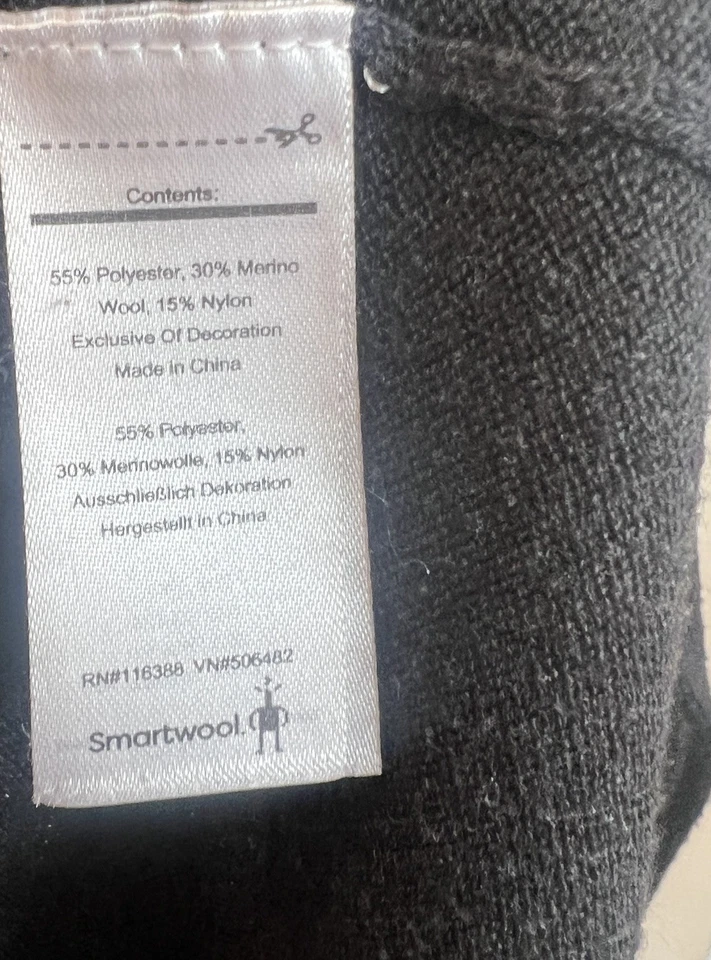 Contents:
55% Polyester, 30% Merino
Wool, 15% Nylon
Exclusive Of Decoration
Made in China
55% Polyester,
30% Merinowolle, 15% Nylon
Ausschließlich Dekoration
Hergestellt in China
RN#116388 VN#506482
Smartwool.